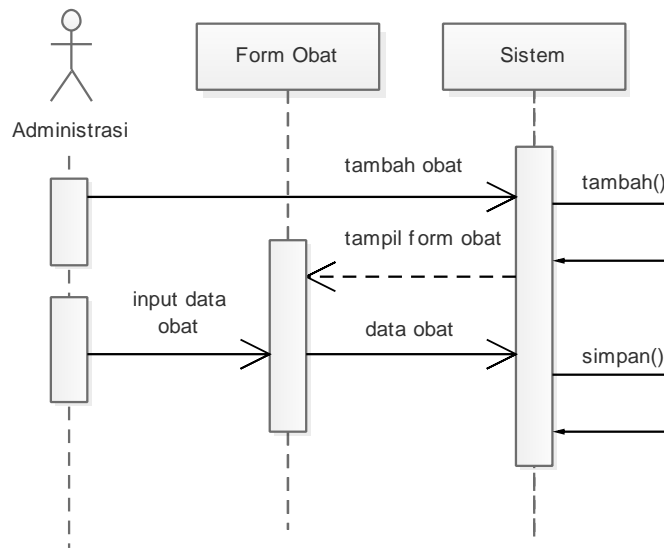 Form Obat
Sistem
Administrasi
tambah obat
tambah()
tampil form obat
input data
obat
data obat
simpan()